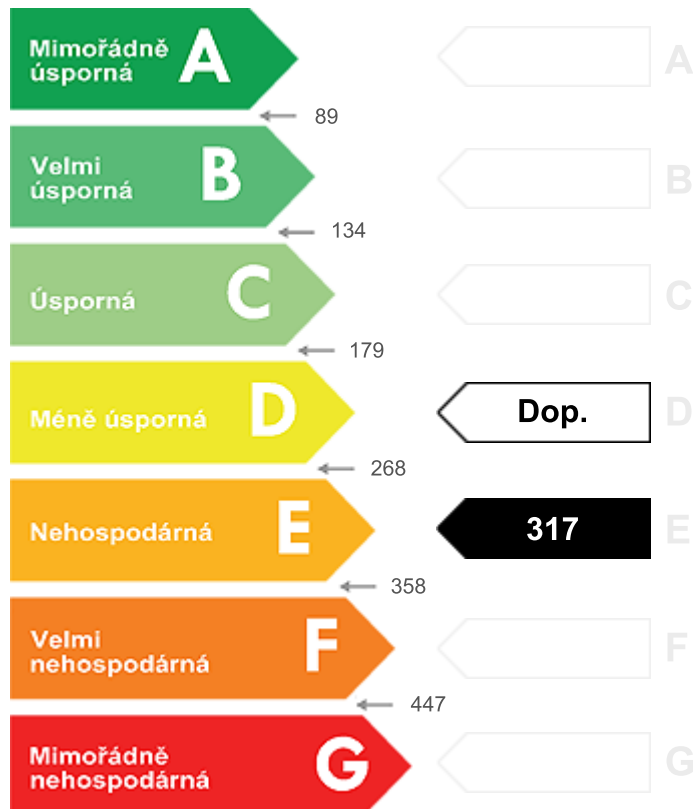 Mimořádně
úsporná
A
A
89
Velmi
úsporná
B
B
134
Úsporná
C
C
179
Méně úsporná
D
Dop.
D
268
Nehospodárná
E
317
E
358
Velmi
nehospodárná
F
F
447
Mimořádně
nehospodárná
G
G